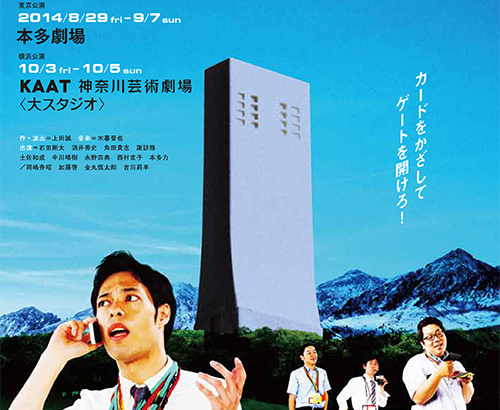 東京公演
2014/8/29 fri-9/7 sun
本多劇場
横浜公演
10/3 fri-10/5 sun
KAAT 神奈川芸術劇場
〈大スタジオ〉
作・演出=上田誠 音楽=木暮晋也
出演=石田剛太 酒井善史 角田貴志 諏訪雅
土佐和成 中川晴樹 永野宗典 西村直子 本多力
/岡嶋秀昭 加藤啓 金丸慎太郎 吉川莉早
カードをかざして
ゲートを開けろ!